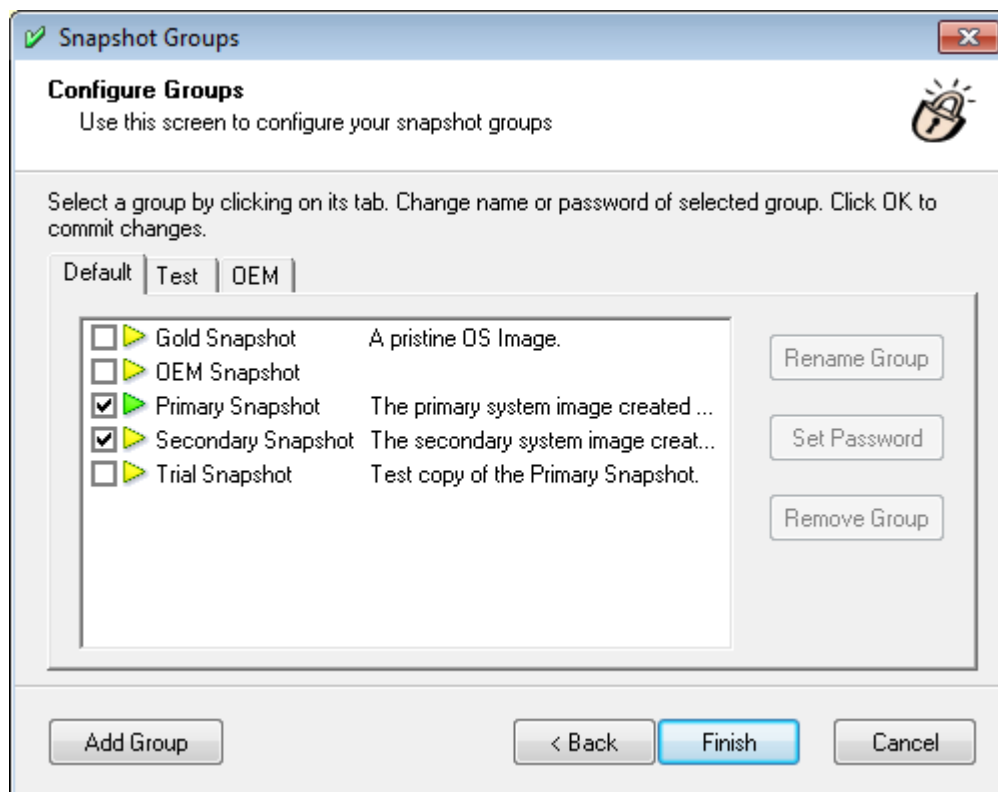 Snapshot Groups
Configure Groups
Use this screen to configure your snapshot groups
Select a group by clicking on its tab. Change name or password of selected group. Click OK to
commit changes.
Default Test OEM
Gold Snapshot A pristine OS Image.
OEM Snapshot
Primary Snapshot The primary system image created ...
Secondary Snapshot The secondary system image creat...
Trial Snapshot Test copy of the Primary Snapshot.
Rename Group
Set Password
Remove Group
Add Group < Back Finish Cancel